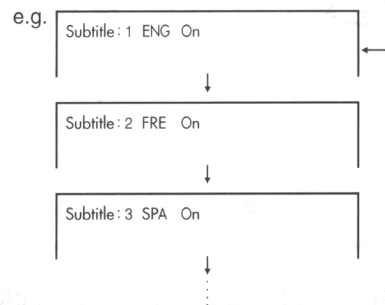 e.g.
Subtitle : 1 ENG On
Subtitle : 2 FRE On
Subtitle : 3 SPA On